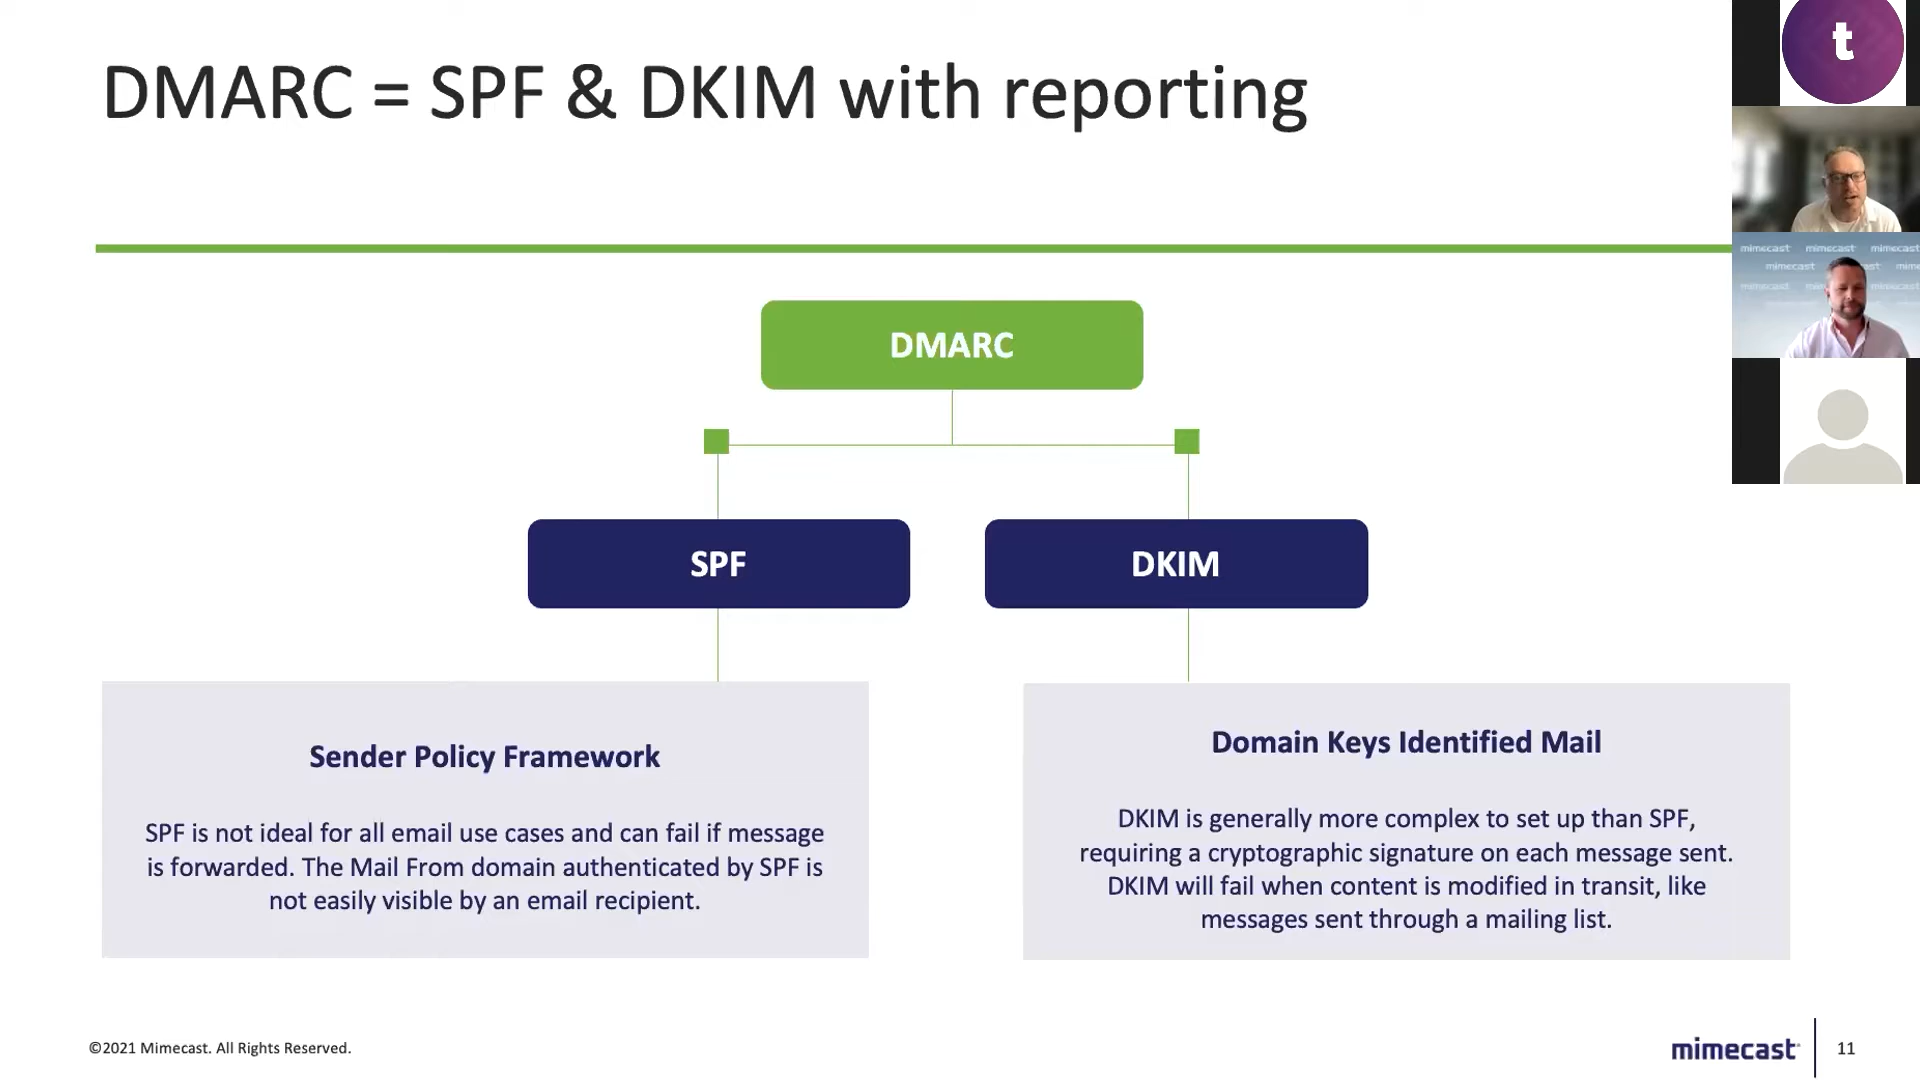 DMARC = SPF & DKIM with reporting
t
mimecast mimecast mimecast
mimecast
DMARC
SPF
DKIM
Sender Policy Framework
SPF is not ideal for all email use cases and can fail if message
is forwarded. The Mail From domain authenticated by SPF is
not easily visible by an email recipient.
Domain Keys Identified Mail
DKIM is generally more complex to set up than SPF,
requiring a cryptographic signature on each message sent.
DKIM will fail when content is modified in transit, like
messages sent through a mailing list.
©2021 Mimecast. All Rights Reserved.
mimecast
11